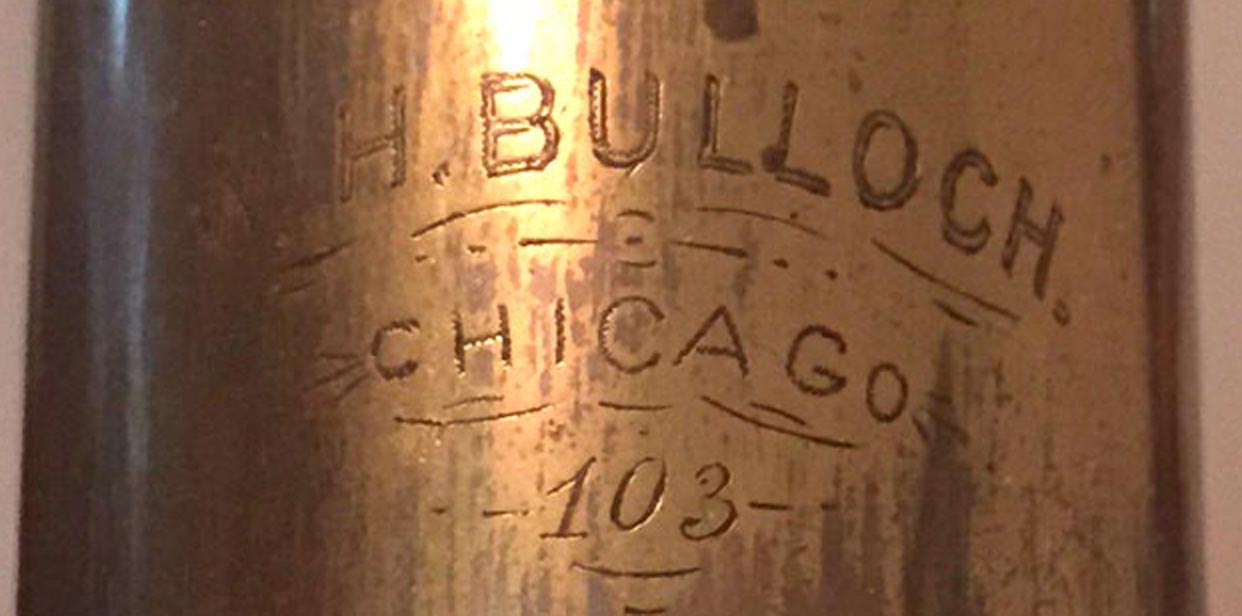 H. BULLOCH.
CHICAGO
--103--